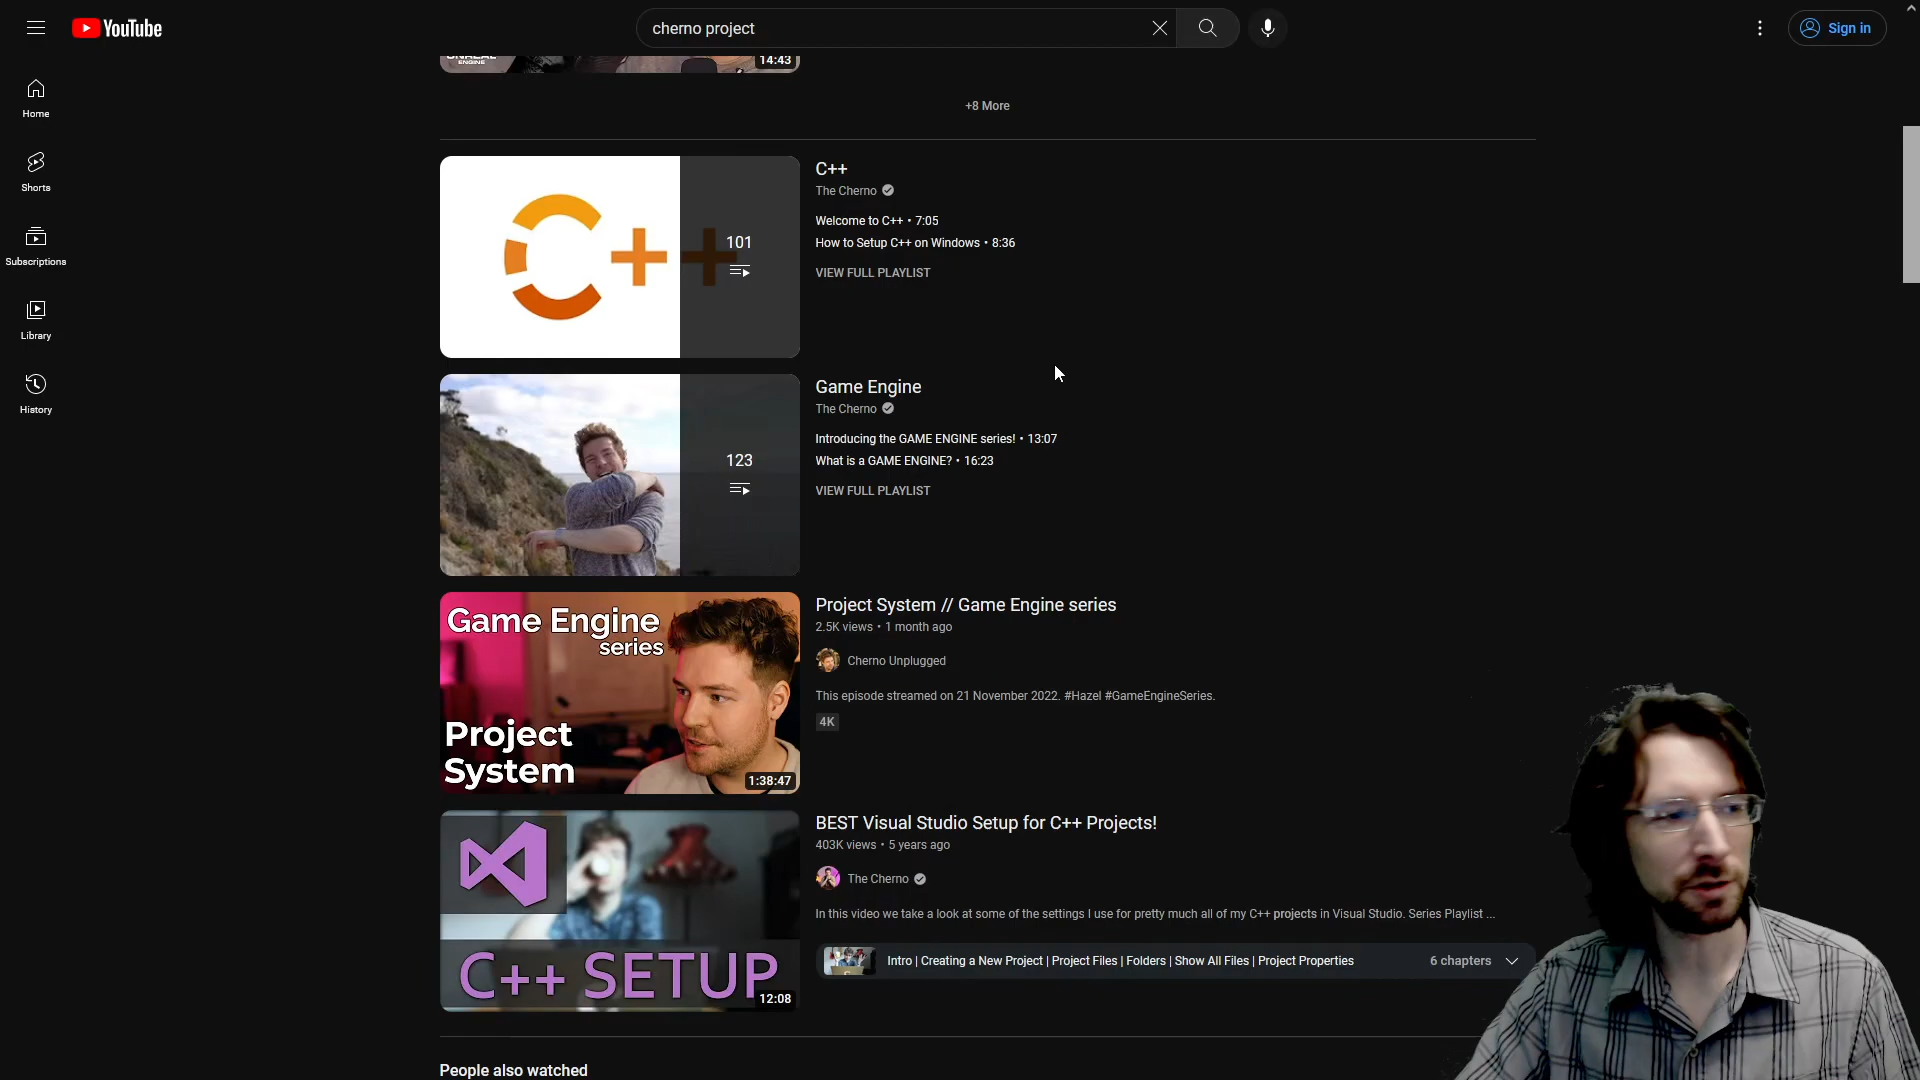 YouTube
cherno project
Sign in
Home
Shorts
Subscriptions
Library
History
ENGINE
14:43
+8 More
C++
101
C++
The Cherno
Welcome to C++ • 7:05
How to Setup C++ on Windows • 8:36
VIEW FULL PLAYLIST
123
Game Engine
The Cherno
Introducing the GAME ENGINE series! • 13:07
What is a GAME ENGINE? • 16:23
VIEW FULL PLAYLIST
Game Engine
series
Project
System
1:38:47
Project System // Game Engine series
2.5K views • 1 month ago
Cherno Unplugged
This episode streamed on 21 November 2022. #Hazel #GameEngineSeries.
4K
C++ SETUP
12:08
BEST Visual Studio Setup for C++ Projects!
403K views • 5 years ago
The Cherno
In this video we take a look at some of the settings I use for pretty much all of my C++ projects in Visual Studio. Series Playlist ...
Intro | Creating a New Project | Project Files | Folders | Show All Files | Project Properties
6 chapters
People also watched